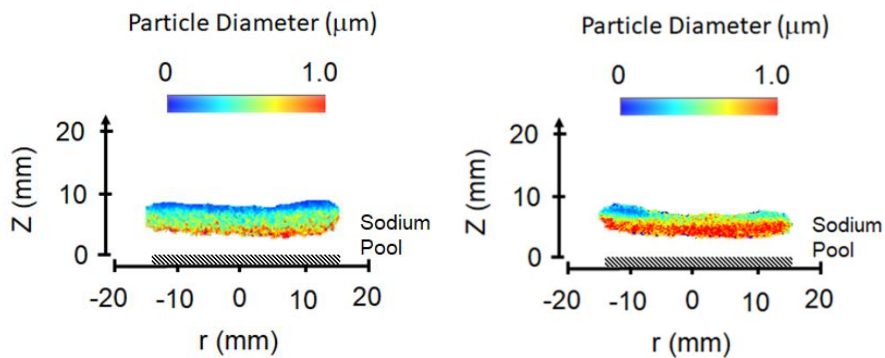 Particle Diameter (μm)
0 1.0
20
10
0
Z (mm)
Sodium
Pool
-20 -10 0 10 20
r (mm)
Particle Diameter (μm)
0 1.0
20
10
0
Z (mm)
Sodium
Pool
-20 -10 0 10 20
r (mm)